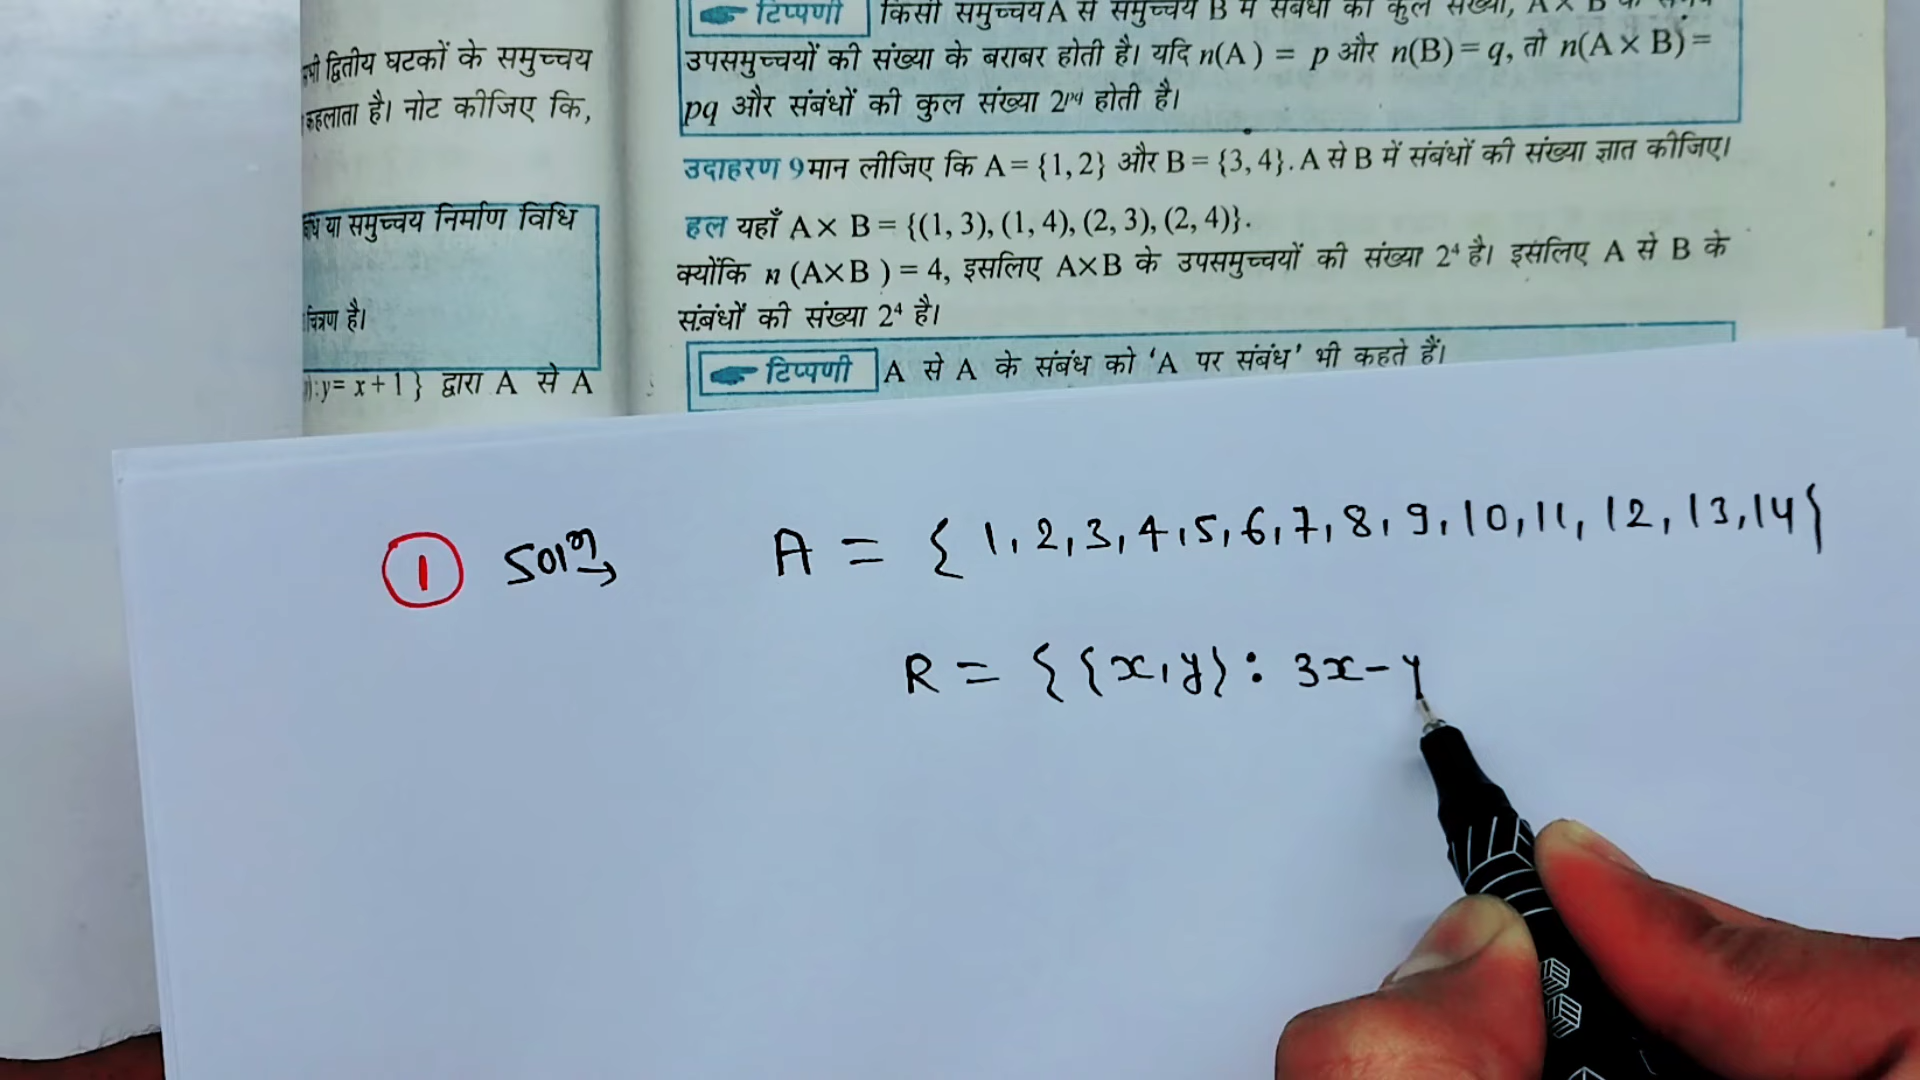 भी द्वितीय घटकों के समुच्चय
कहलाता है। नोट कीजिए कि,
या समुच्चय निर्माण विधि
चित्रण है।
: y = x + 1 } द्वारा A से A
टिप्पणी किसी समुच्चय A से समुच्चय B में संबंधों की कुल संख्या, A × B के
उपसमुच्चयों की संख्या के बराबर होती है। यदि n(A ) = p और n(B) = q, तो n(A × B) =
pq और संबंधों की कुल संख्या 2^{pq} होती है।
उदाहरण 9 मान लीजिए कि A = {1, 2} और B = {3, 4}. A से B में संबंधों की संख्या ज्ञात कीजिए।
हल यहाँ A × B = {(1, 3), (1, 4), (2, 3), (2, 4)}.
क्योंकि n (A×B ) = 4, इसलिए A×B के उपसमुच्चयों की संख्या 2⁴ है। इसलिए A से B के
संबंधों की संख्या 2⁴ है।
टिप्पणी A से A के संबंध को ‘A पर संबंध’ भी कहते हैं।
① Solⁿ→ A = { 1, 2, 3, 4, 5, 6, 7, 8, 9, 10, 11, 12, 13, 14}
R = { {x, y} : 3x - y